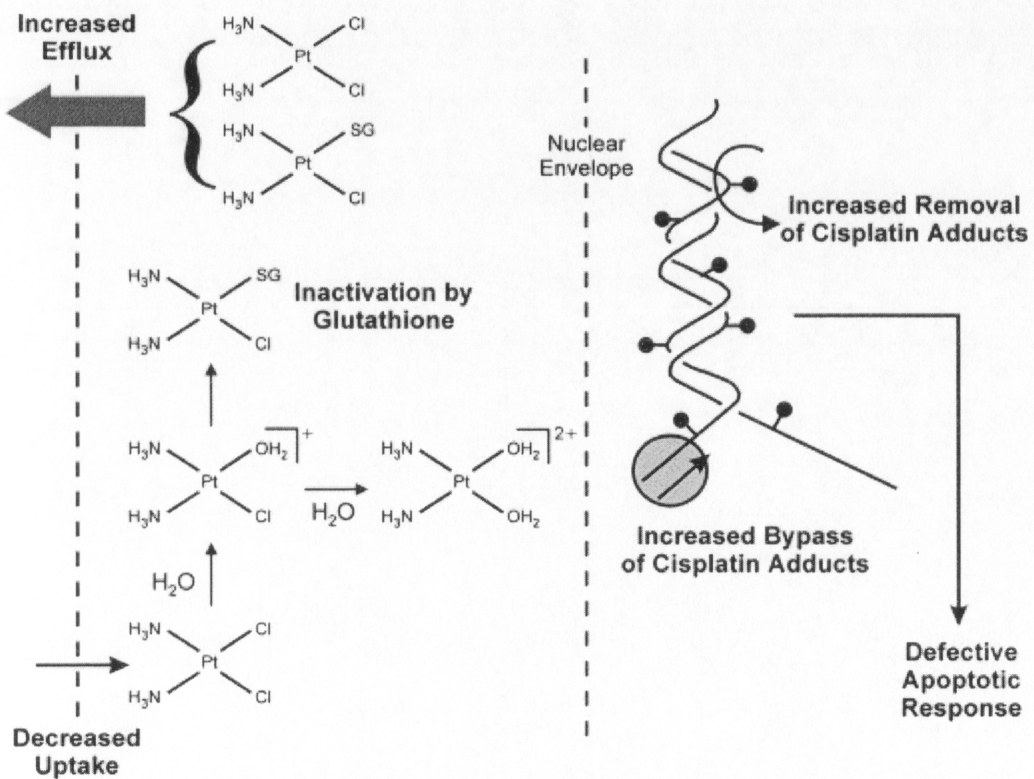 Increased
Efflux
H₃N
Cl
Pt
H₃N
Cl
H₃N
SG
Pt
H₃N
Cl
Nuclear
Envelope
Increased Removal
of Cisplatin Adducts
H₃N
SG
Pt
H₃N
Cl
Inactivation by
Glutathione
H₃N
OH₂
+
Pt
H₃N
Cl
H₂O
H₃N
OH₂
2+
Pt
H₃N
OH₂
Increased Bypass
of Cisplatin Adducts
H₂O
H₃N
Cl
Pt
H₃N
Cl
Defective
Apoptotic
Response
Decreased
Uptake